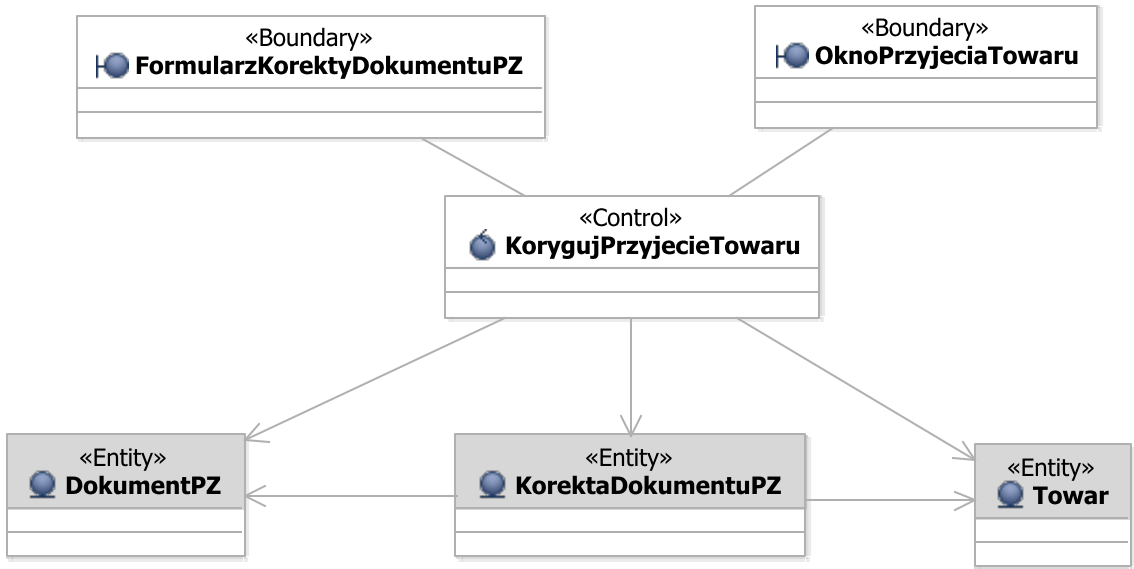 «Boundary»
FormularzKorektyDokumentuPZ
«Boundary»
OknoPrzyjeciaTowaru
«Control»
KorygujPrzyjecieTowaru
«Entity»
DokumentPZ
«Entity»
KorektaDokumentuPZ
«Entity»
Towar